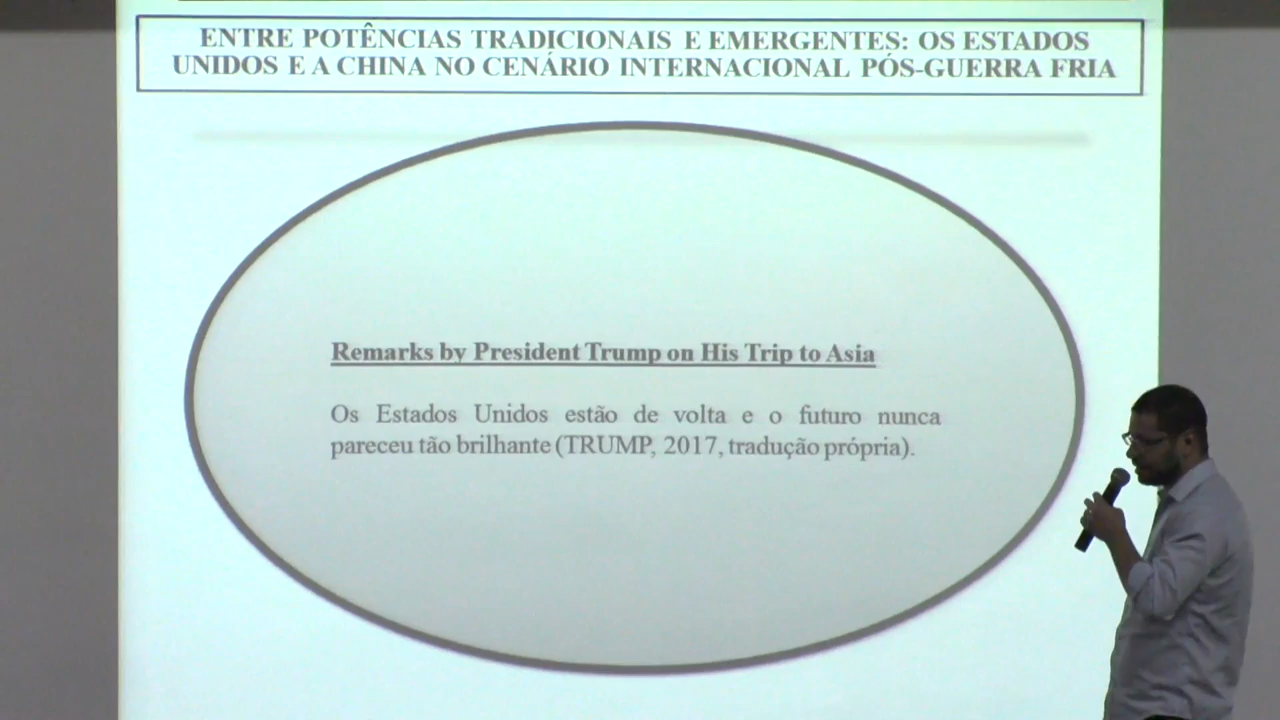 ENTRE POTÊNCIAS TRADICIONAIS E EMERGENTES: OS ESTADOS
UNIDOS E A CHINA NO CENÁRIO INTERNACIONAL PÓS-GUERRA FRIA
Remarks by President Trump on His Trip to Asia
Os Estados Unidos estão de volta e o futuro nunca
pareceu tão brilhante (TRUMP, 2017, tradução própria).